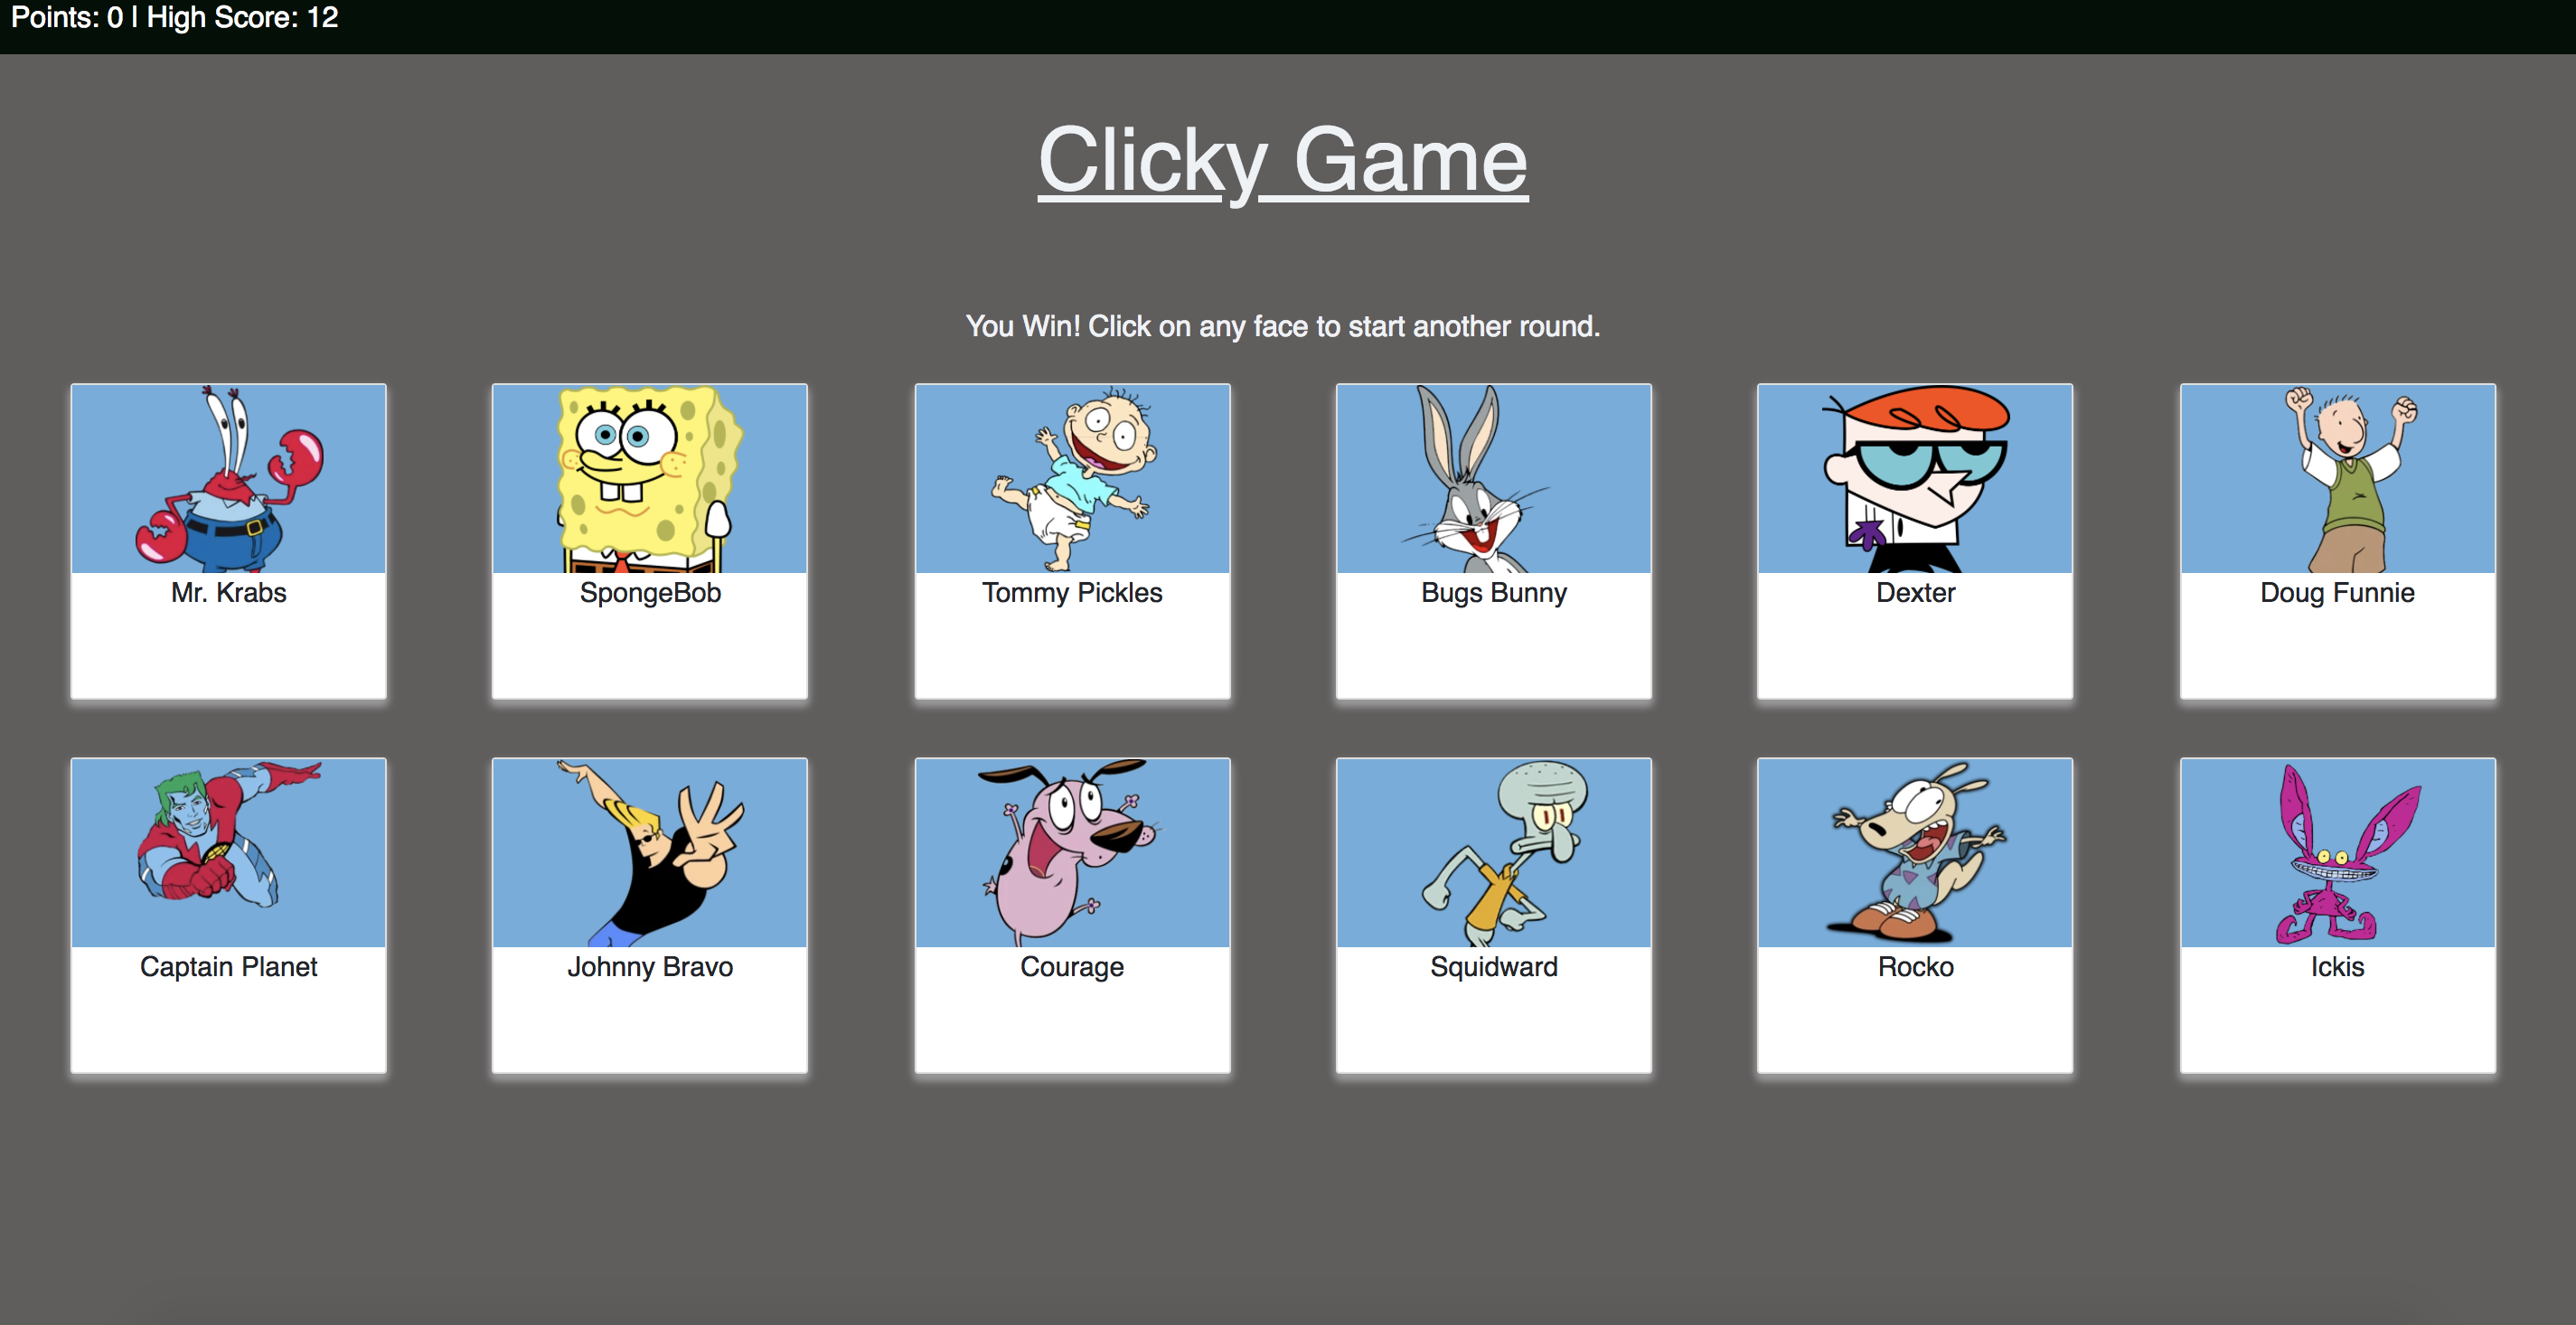 Points: 0 | High Score: 12
Clicky Game
You Win! Click on any face to start another round.
Mr. Krabs
SpongeBob
Tommy Pickles
Bugs Bunny
Dexter
Doug Funnie
Captain Planet
Johnny Bravo
Courage
Squidward
Rocko
Ickis